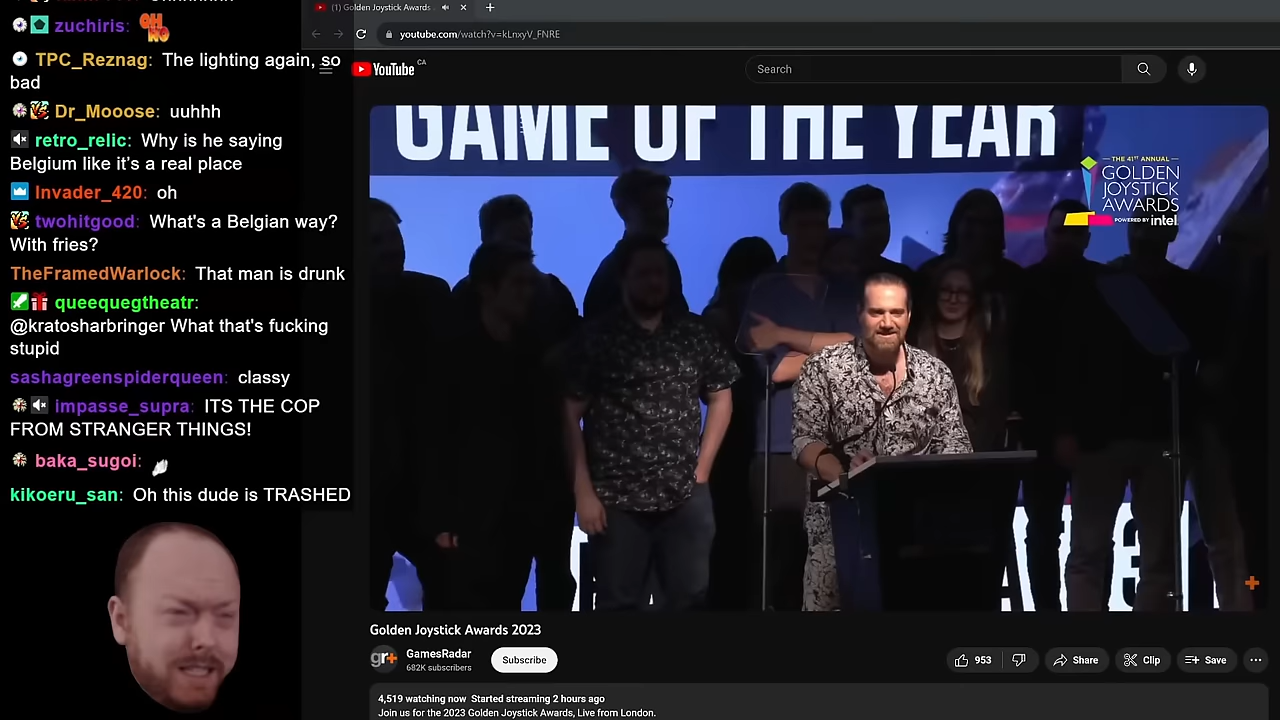 zuchiris:
OH NO
TPC_Reznag: The lighting again, so
bad
Dr_Mooose: uuhhh
retro_relic: Why is he saying
Belgium like it's a real place
Invader_420: oh
twohitgood: What's a Belgian way?
With fries?
TheFramedWarlock: That man is drunk
queequegtheatr:
@kratosharbringer What that's fucking
stupid
sashagreenspiderqueen: classy
impasse_supra: ITS THE COP
FROM STRANGER THINGS!
baka_sugoi:
kikoeru_san: Oh this dude is TRASHED
(1) Golden Joystick Awards
youtube.com/watch?v=kLnxyV_FNRE
YouTube CA
Search
GAME OF THE YEAR
THE 41ST ANNUAL
GOLDEN
JOYSTICK
AWARDS
POWERED BY intel.
Golden Joystick Awards 2023
gr+
GamesRadar
682K subscribers
Subscribe
953
Share
Clip
Save
4,519 watching now Started streaming 2 hours ago
Join us for the 2023 Golden Joystick Awards, Live from London.